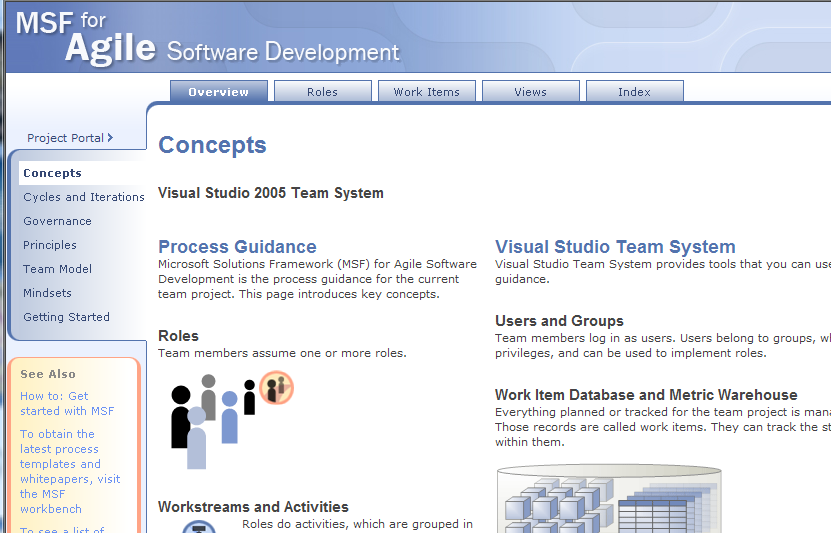 MSF for
Agile Software Development
Overview
Roles
Work Items
Views
Index
Project Portal
Concepts
Cycles and Iterations
Governance
Principles
Team Model
Mindsets
Getting Started
See Also
How to: Get
started with MSF
To obtain the
latest process
templates and
whitepapers, visit
the MSF
workbench
To see a list of
Concepts
Visual Studio 2005 Team System
Process Guidance
Microsoft Solutions Framework (MSF) for Agile Software
Development is the process guidance for the current
team project. This page introduces key concepts.
Roles
Team members assume one or more roles.
Workstreams and Activities
Roles do activities, which are grouped in
Visual Studio Team System
Visual Studio Team System provides tools that you can use
guidance.
Users and Groups
Team members log in as users. Users belong to groups,
privileges, and can be used to implement roles.
Work Item Database and Metric Warehouse
Everything planned or tracked for the team project is
Those records are called work items. They can track the
within them.